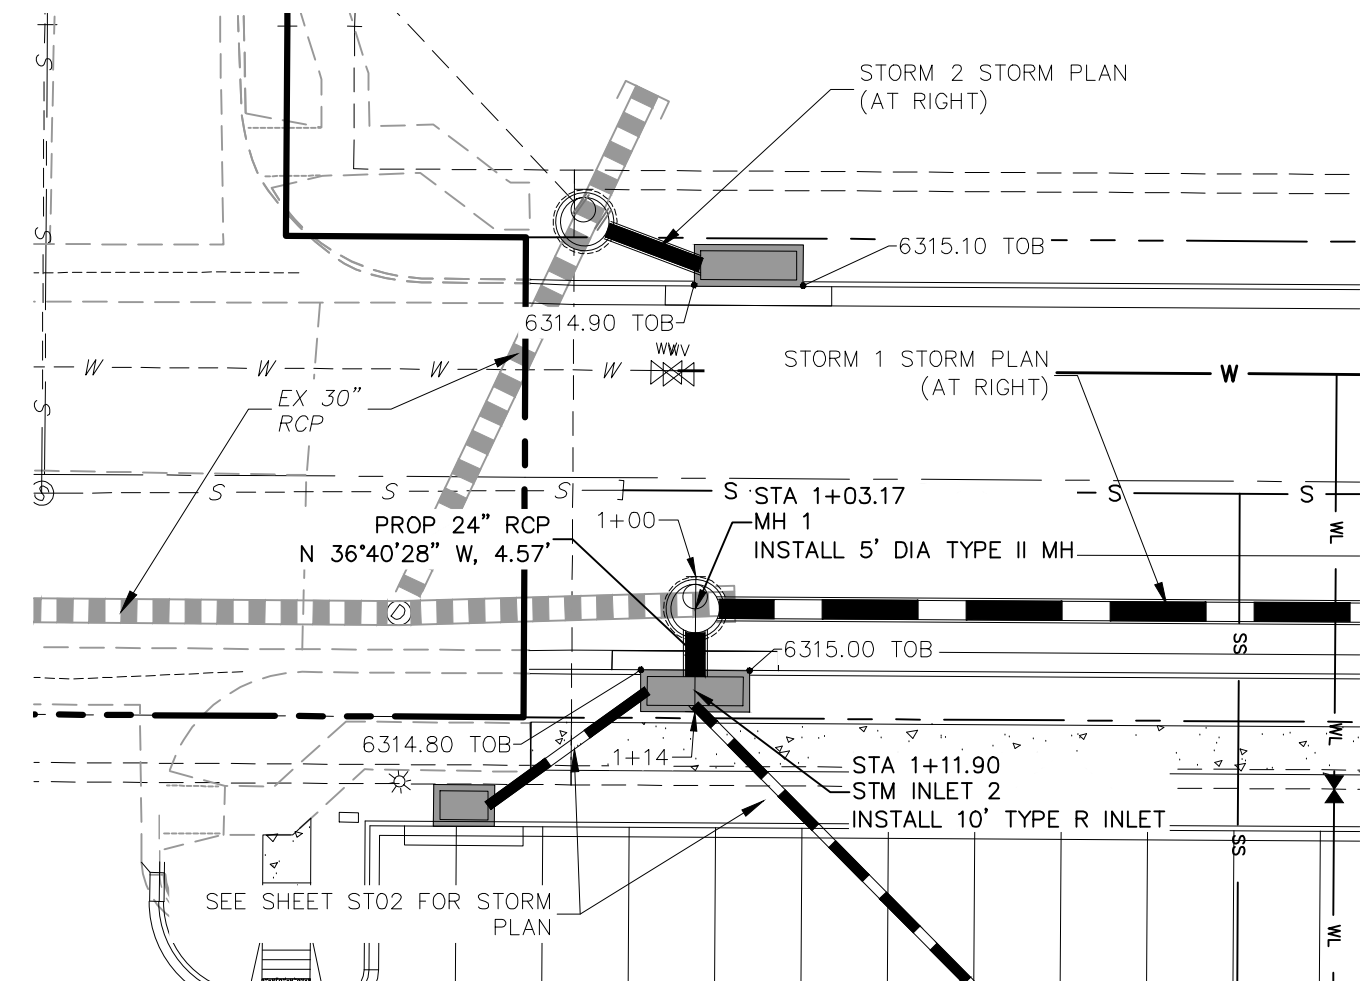 STORM 2 STORM PLAN
(AT RIGHT)
6315.10 TOB
6314.90 TOB
WV
WV
STORM 1 STORM PLAN
(AT RIGHT)
W W W W
W
EX 30”
RCP
S
S
S
S
S S S
S
S S
STA 1+03.17
MH 1
INSTALL 5' DIA TYPE II MH
1+00
PROP 24” RCP
N 36°40'28” W, 4.57'
D
WL
SS
6315.00 TOB
6314.80 TOB
1+14
WL
STA 1+11.90
STM INLET 2
INSTALL 10' TYPE R INLET
SS
SEE SHEET ST02 FOR STORM
PLAN
WL